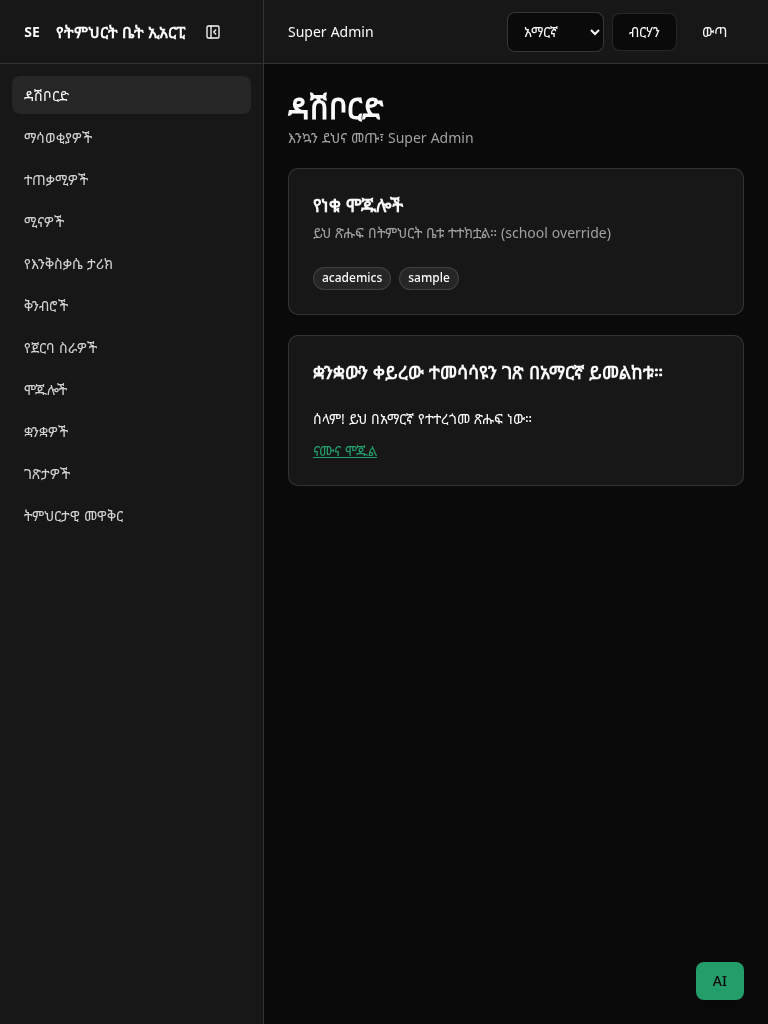 SE የትምህርት ቤት ኢአርፒ
Super Admin
አማርኛ
ብርሃን
ውጣ
ዳሽቦርድ
ማሳወቂያዎች
ተጠቃሚዎች
ሚናዎች
የእንቅስቃሴ ታሪክ
ቅንብሮች
የጀርባ ስራዎች
ሞጁሎች
ቋንቋዎች
ገጽታዎች
ትምህርታዊ መዋቅር
ዳሽቦርድ
እንኳን ደህና መጡ፣ Super Admin
የነቁ ሞጁሎች
ይህ ጽሑፍ በትምህርት ቤቱ ተተክቷል። (school override)
academics
sample
ቋንቋውን ቀይረው ተመሳሳዩን ገጽ በአማርኛ ይመልከቱ።
ሰላም! ይህ በአማርኛ የተተረጎመ ጽሑፍ ነው።
ናሙና ሞጁል
AI